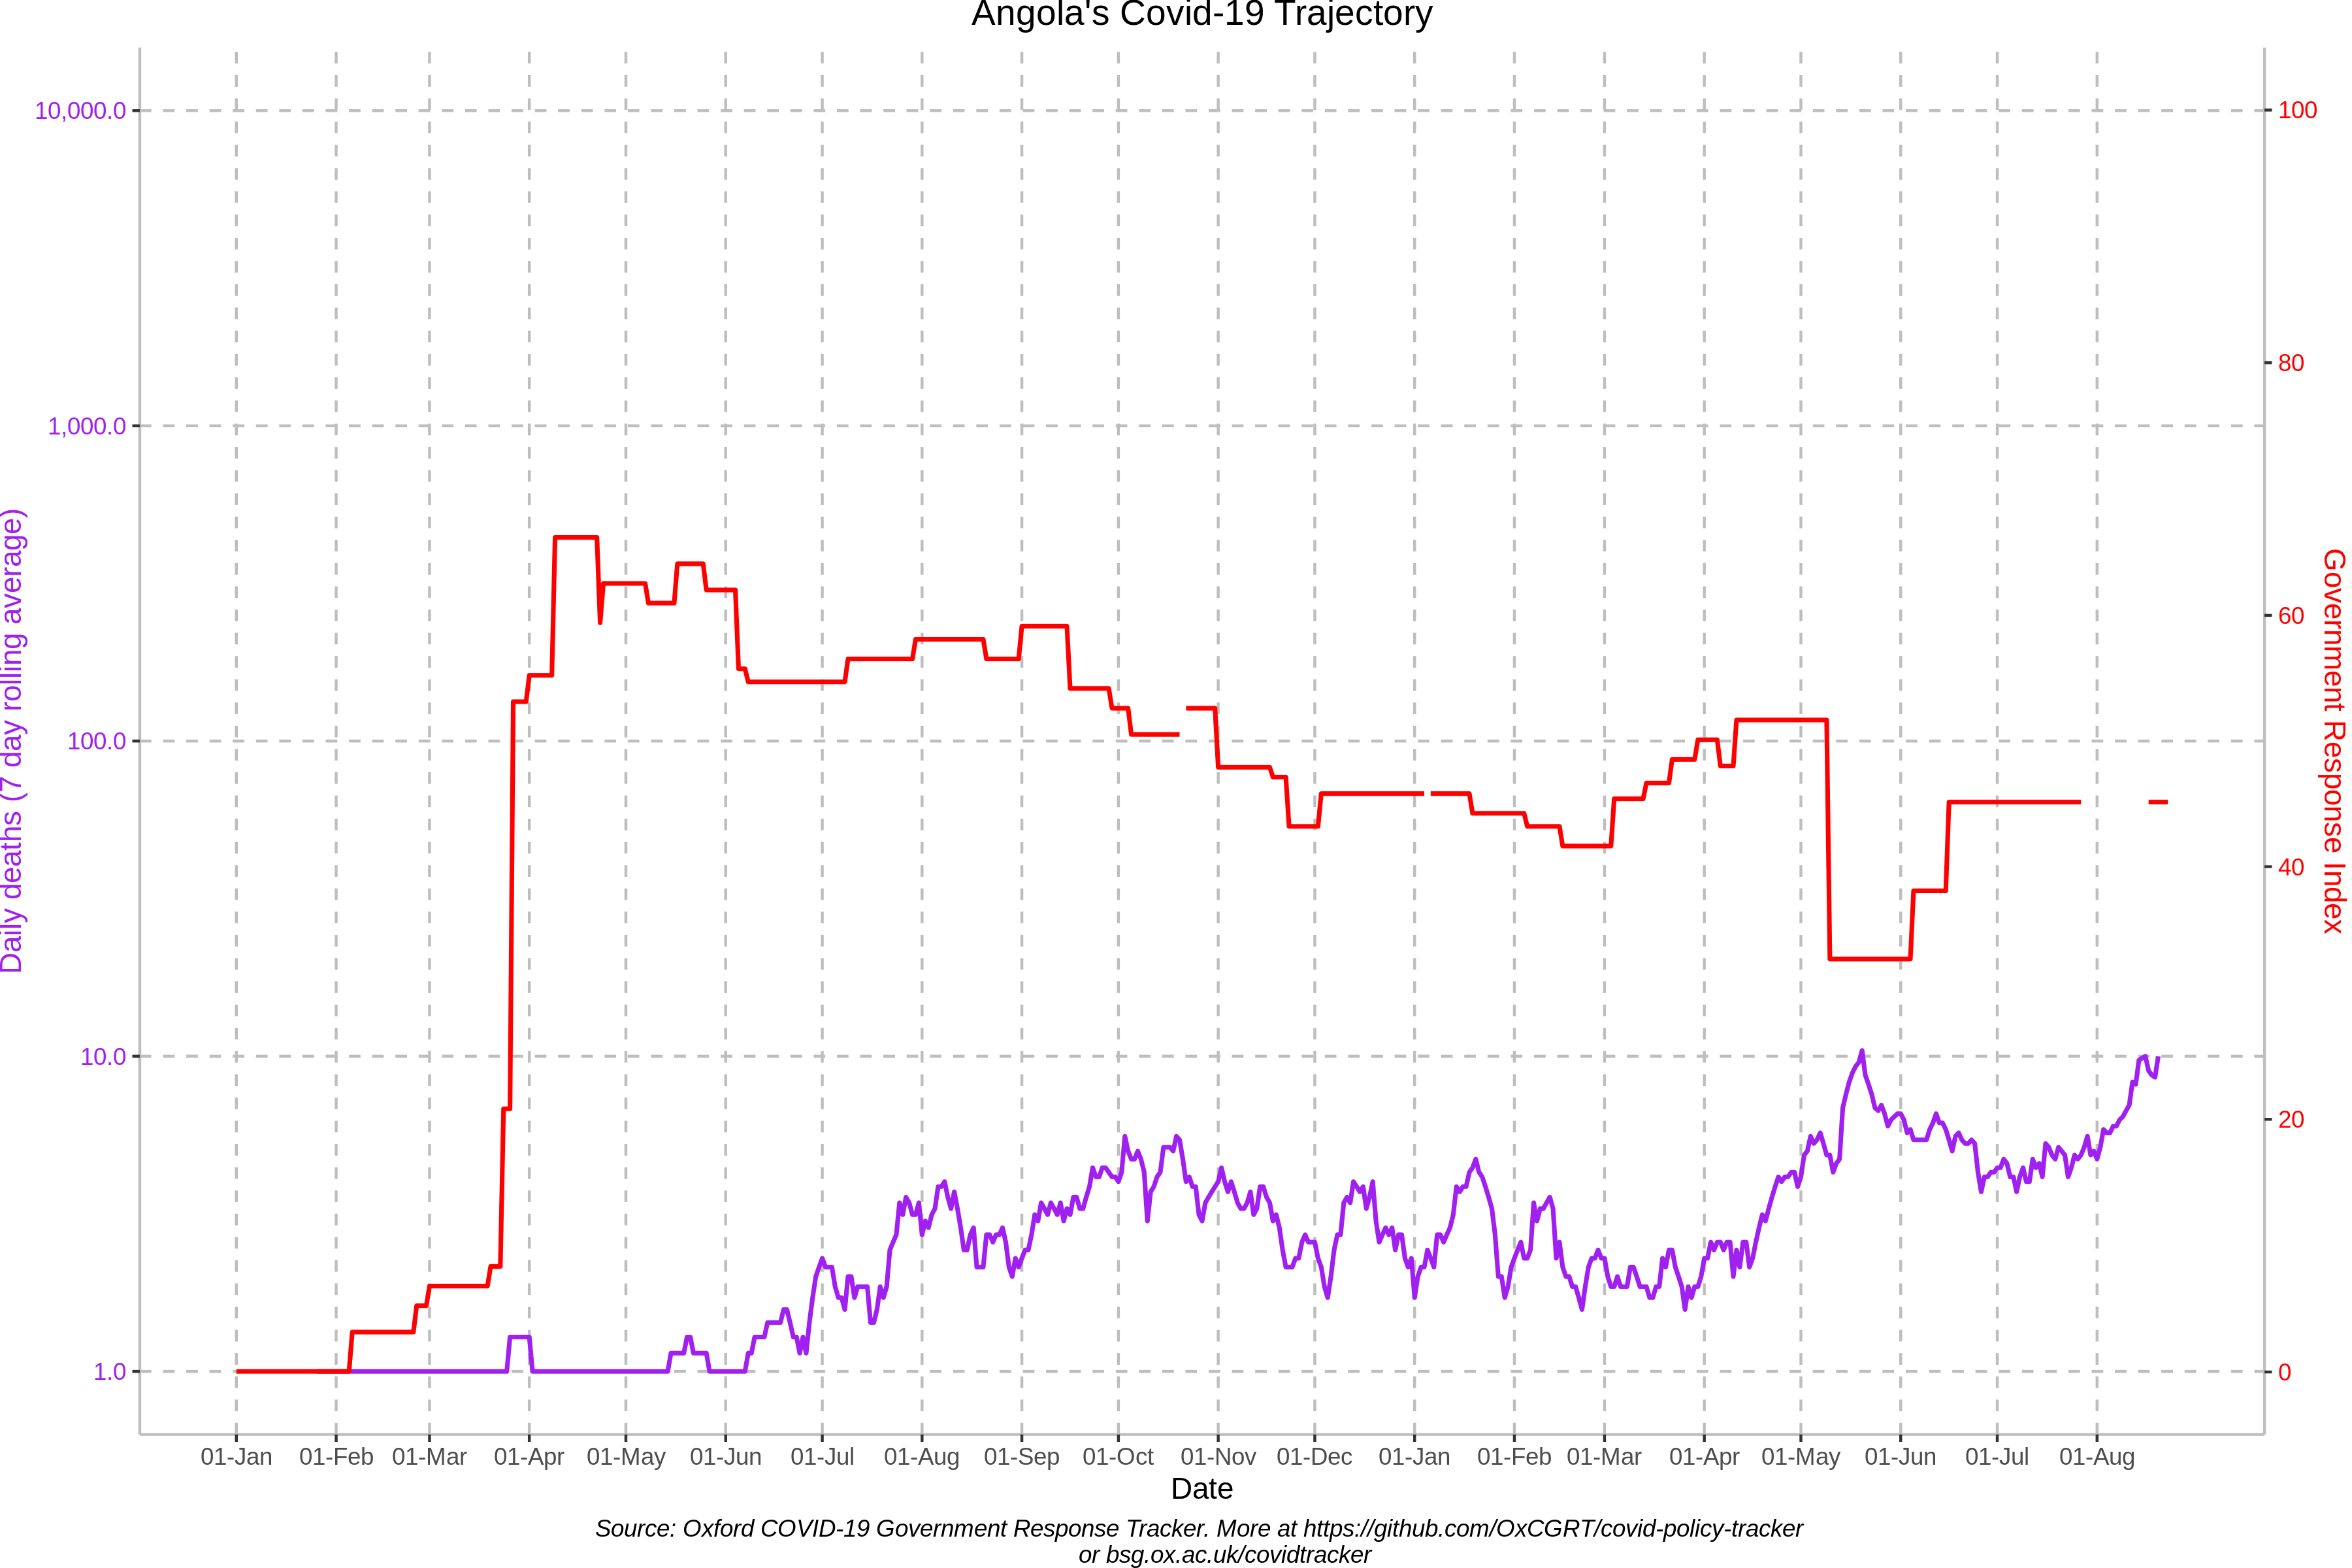 Angola's Covid-19 Trajectory
10,000.0
1,000.0
100.0
10.0
1.0
Daily deaths (7 day rolling average)
100
80
60
40
20
0
Government Response Index
01-Jan 01-Feb 01-Mar 01-Apr 01-May 01-Jun 01-Jul 01-Aug 01-Sep 01-Oct 01-Nov 01-Dec 01-Jan 01-Feb 01-Mar 01-Apr 01-May 01-Jun 01-Jul 01-Aug
Date
Source: Oxford COVID-19 Government Response Tracker. More at https://github.com/OxCGRT/covid-policy-tracker
or bsg.ox.ac.uk/covidtracker